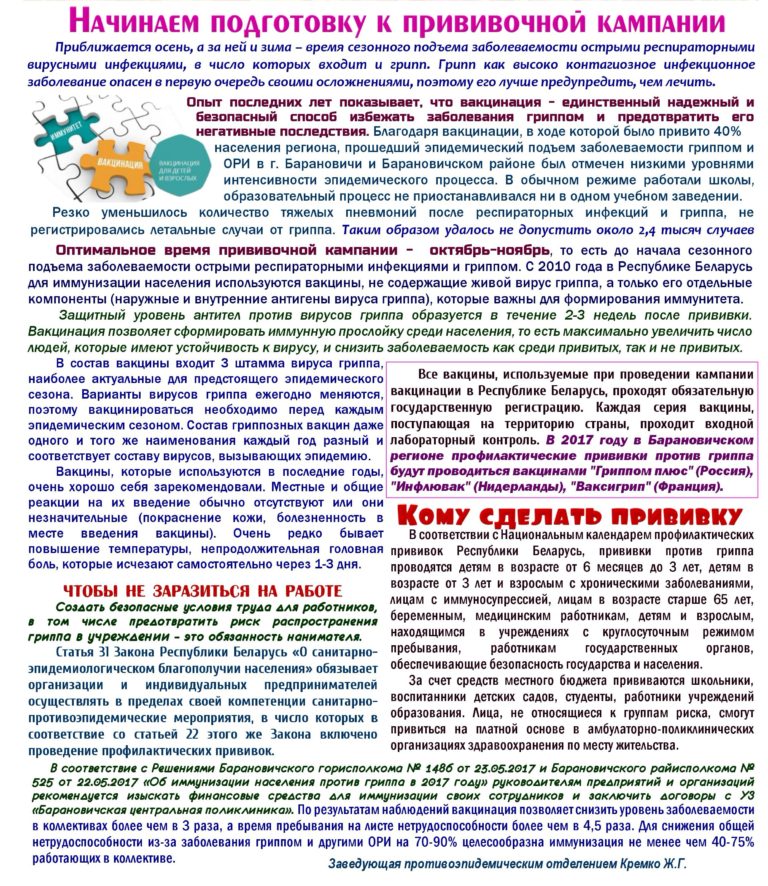 Начинаем подготовку к прививочной кампании
Приближается осень, а за ней и зима – время сезонного подъема заболеваемости острыми респираторными
вирусными инфекциями, в число которых входит и грипп. Грипп как высоко контагиозное инфекционное
заболевание опасен в первую очередь своими осложнениями, поэтому его лучше предупредить, чем лечить.
ИММУНИТЕТ
ВАКЦИНАЦИЯ
ВАКЦИНАЦИЯ
ДЛЯ ДЕТЕЙ
И ВЗРОСЛЫХ
Опыт последних лет показывает, что вакцинация – единственный надежный и
безопасный способ избежать заболевания гриппом и предотвратить его
негативные последствия. Благодаря вакцинации, в ходе которой было привито 40%
населения региона, прошедший эпидемический подъем заболеваемости гриппом и
ОРИ в г. Барановичи и Барановичском районе был отмечен низкими уровнями
интенсивности эпидемического процесса. В обычном режиме работали школы,
образовательный процесс не приостанавливался ни в одном учебном заведении.
Резко уменьшилось количество тяжелых пневмоний после респираторных инфекций и гриппа, не
регистрировались летальные случаи от гриппа. Таким образом удалось не допустить около 2,4 тысяч случаев
Оптимальное время прививочной кампании – октябрь-ноябрь, то есть до начала сезонного
подъема заболеваемости острыми респираторными инфекциями и гриппом. С 2010 года в Республике Беларусь
для иммунизации населения используются вакцины, не содержащие живой вирус гриппа, а только его отдельные
компоненты (наружные и внутренние антигены вируса гриппа), которые важны для формирования иммунитета.
Защитный уровень антител против вирусов гриппа образуется в течение 2-3 недель после прививки.
Вакцинация позволяет сформировать иммунную прослойку среди населения, то есть максимально увеличить число
людей, которые имеют устойчивость к вирусу, и снизить заболеваемость как среди привитых, так и не привитых.
В состав вакцины входит 3 штамма вируса гриппа,
наиболее актуальные для предстоящего эпидемического
сезона. Варианты вирусов гриппа ежегодно меняются,
поэтому вакцинироваться необходимо перед каждым
эпидемическим сезоном. Состав гриппозных вакцин даже
одного и того же наименования каждый год разный и
соответствует составу вирусов, вызывающих эпидемию.
Вакцины, которые используются в последние годы,
очень хорошо себя зарекомендовали. Местные и общие
реакции на их введение обычно отсутствуют или они
незначительные (покраснение кожи, болезненность в
месте введения вакцины). Очень редко бывает
повышение температуры, непродолжительная головная
боль, которые исчезают самостоятельно через 1-3 дня.
ЧТОБЫ НЕ ЗАРАЗИТЬСЯ НА РАБОТЕ
Создать безопасные условия труда для работников,
в том числе предотвратить риск распространения
гриппа в учреждении – это обязанность нанимателя.
Статья 31 Закона Республики Беларусь «О санитарно-
эпидемиологическом благополучии населения» обязывает
организации и индивидуальных предпринимателей
осуществлять в пределах своей компетенции санитарно-
противоэпидемические мероприятия, в число которых в
соответствие со статьей 22 этого же Закона включено
проведение профилактических прививок.
Все вакцины, используемые при проведении кампании
вакцинации в Республике Беларусь, проходят обязательную
государственную регистрацию. Каждая серия вакцины,
поступающая на территорию страны, проходит входной
лабораторный контроль. В 2017 году в Барановичском
регионе профилактические прививки против гриппа
будут проводиться вакцинами "Гриппом плюс" (Россия),
"Инфлювак" (Нидерланды), "Ваксигрип" (Франция).
Кому сделать прививку
В соответствии с Национальным календарем профилактических
прививок Республики Беларусь, прививки против гриппа
проводятся детям в возрасте от 6 месяцев до 3 лет, детям в
возрасте от 3 лет и взрослым с хроническими заболеваниями,
лицам с иммуносупрессией, лицам в возрасте старше 65 лет,
беременным, медицинским работникам, детям и взрослым,
находящимся в учреждениях с круглосуточным режимом
пребывания, работникам государственных органов,
обеспечивающие безопасность государства и населения.
За счет средств местного бюджета прививаются школьники,
воспитанники детских садов, студенты, работники учреждений
образования. Лица, не относящиеся к группам риска, смогут
привиться на платной основе в амбулаторно-поликлинических
организациях здравоохранения по месту жительства.
В соответствие с Решениями Барановичского горисполкома № 1486 от 23.05.2017 и Барановичского райисполкома №
525 от 22.05.2017 «Об иммунизации населения против гриппа в 2017 году» руководителям предприятий и организаций
рекомендуется изыскать финансовые средства для иммунизации своих сотрудников и заключить договоры с УЗ
«Барановичская центральная поликлиника». По результатам наблюдений вакцинация позволяет снизить уровень заболеваемости
в коллективах более чем в 3 раза, а время пребывания на листе нетрудоспособности более чем в 4,5 раза. Для снижения общей
нетрудоспособности из-за заболевания гриппом и другими ОРИ на 70-90% целесообразна иммунизация не менее чем 40-75%
работающих в коллективе.
Заведующая противоэпидемическим отделением Кремко Ж.Г.